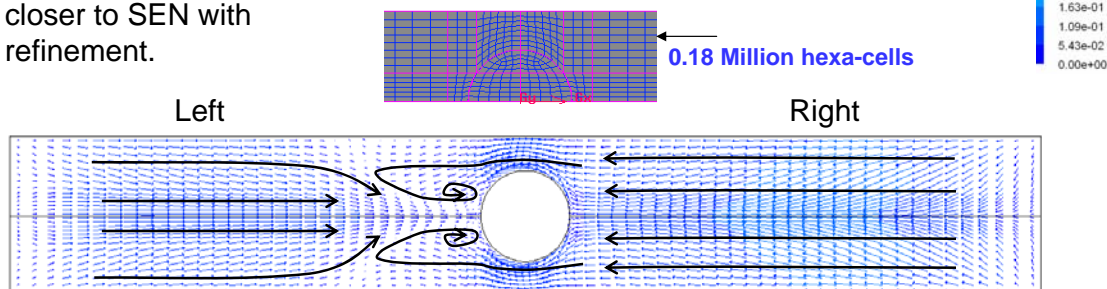 closer to SEN with
refinement.
0.18 Million hexa-cells
1.63e-01
1.09e-01
5.43e-02
0.00e+00
Left
Right